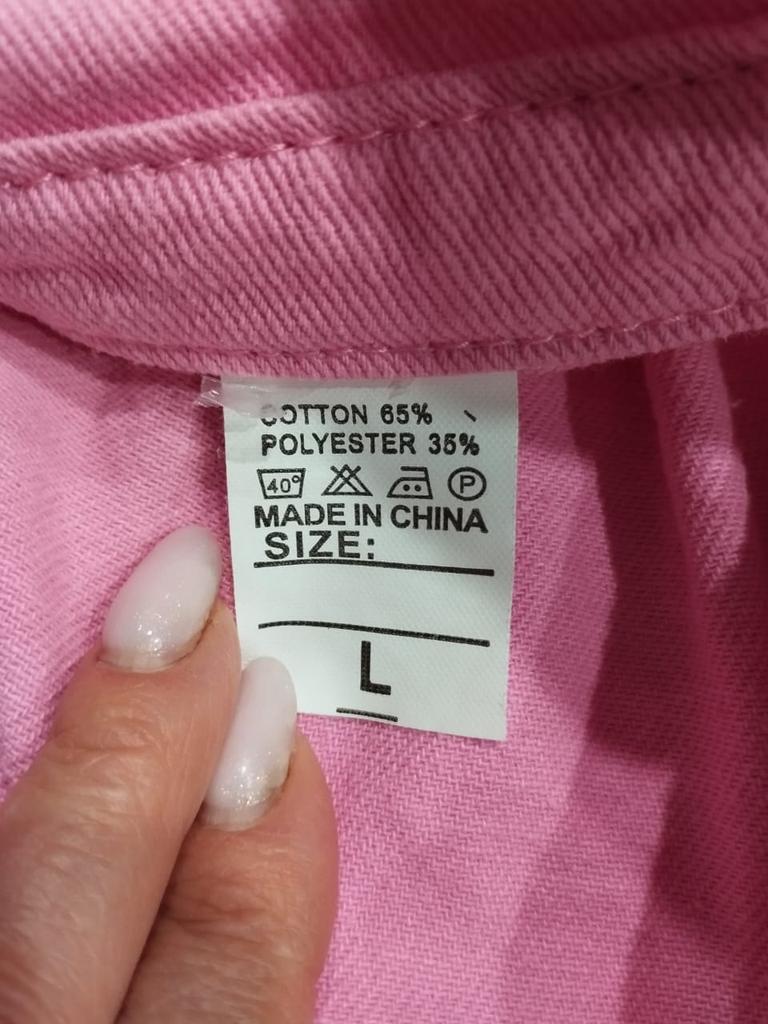 COTTON 65%
POLYESTER 35%
40° P
MADE IN CHINA
SIZE:
L